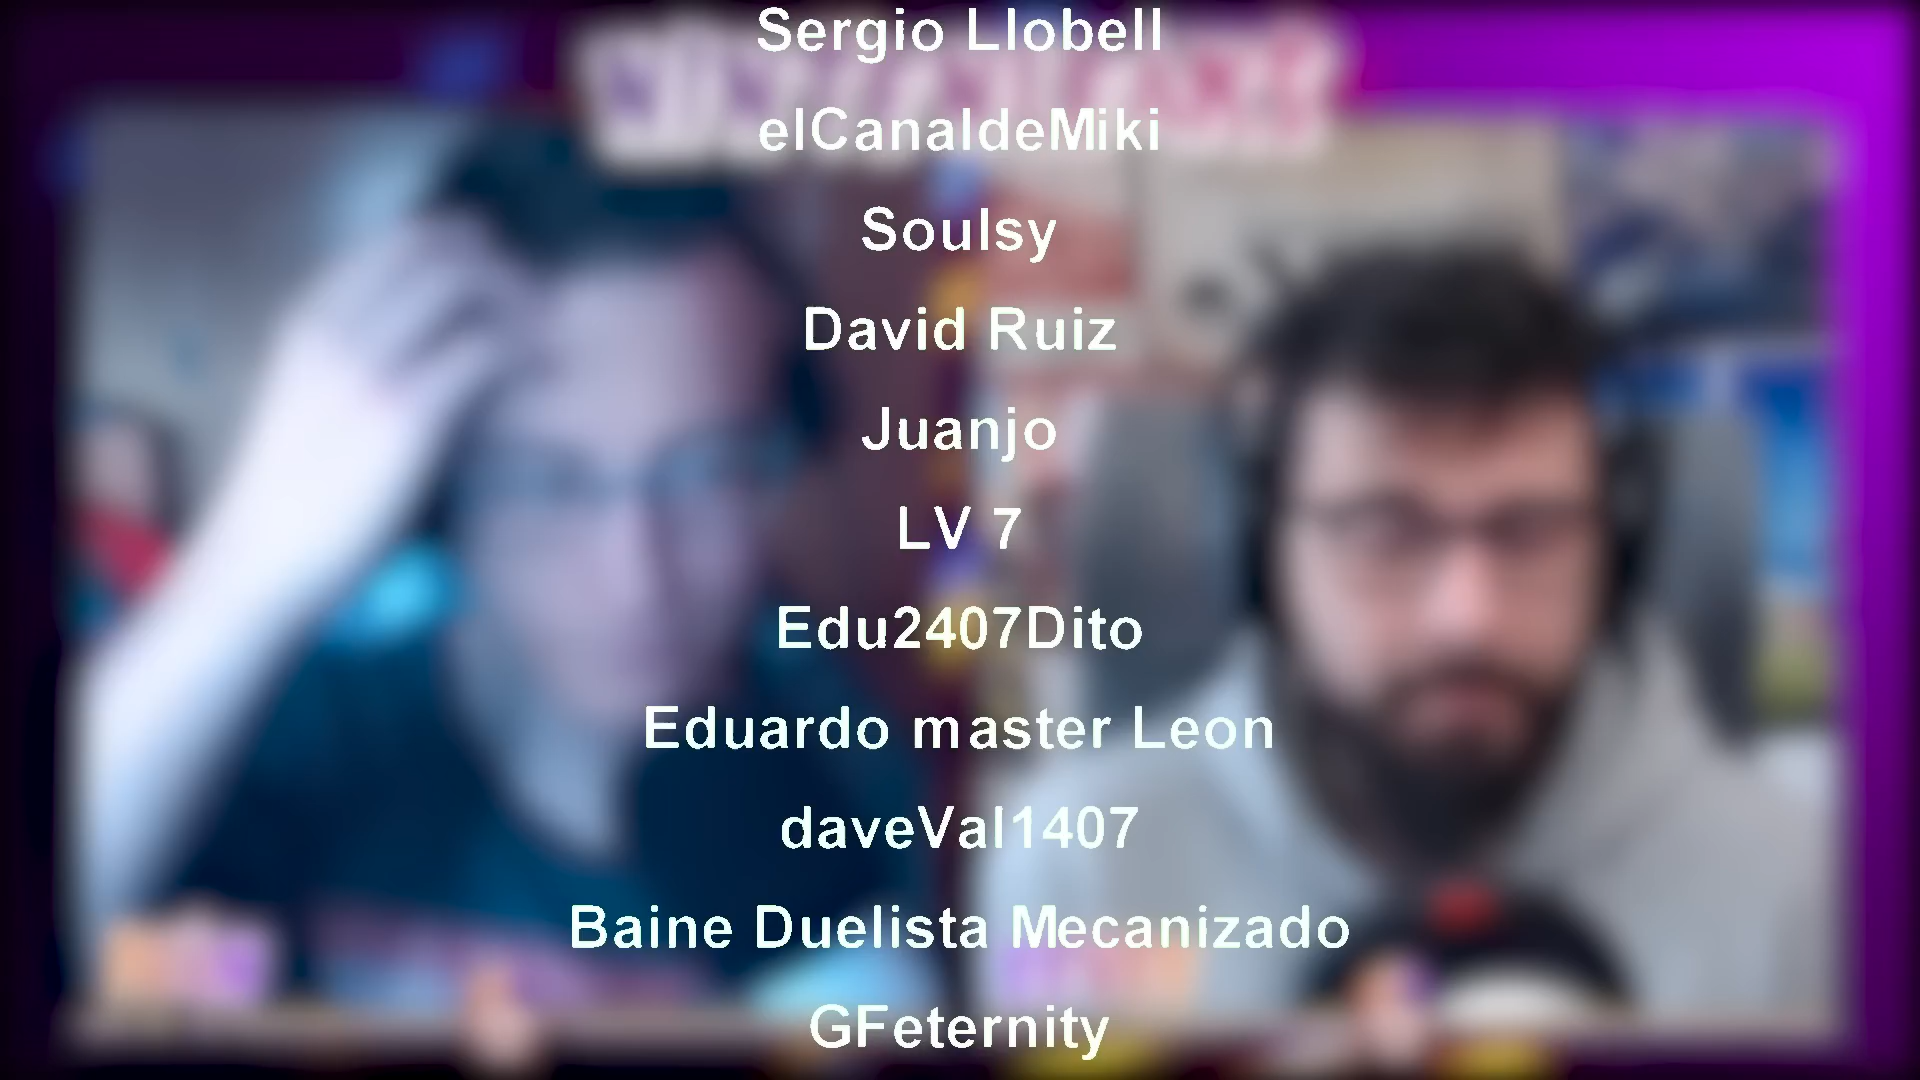 Sergio Llobell
elCanaldeMiki
Soulsy
David Ruiz
Juanjo
LV 7
Edu2407Dito
Eduardo master Leon
daveVal1407
Baine Duelista Mecanizado
GFeternity